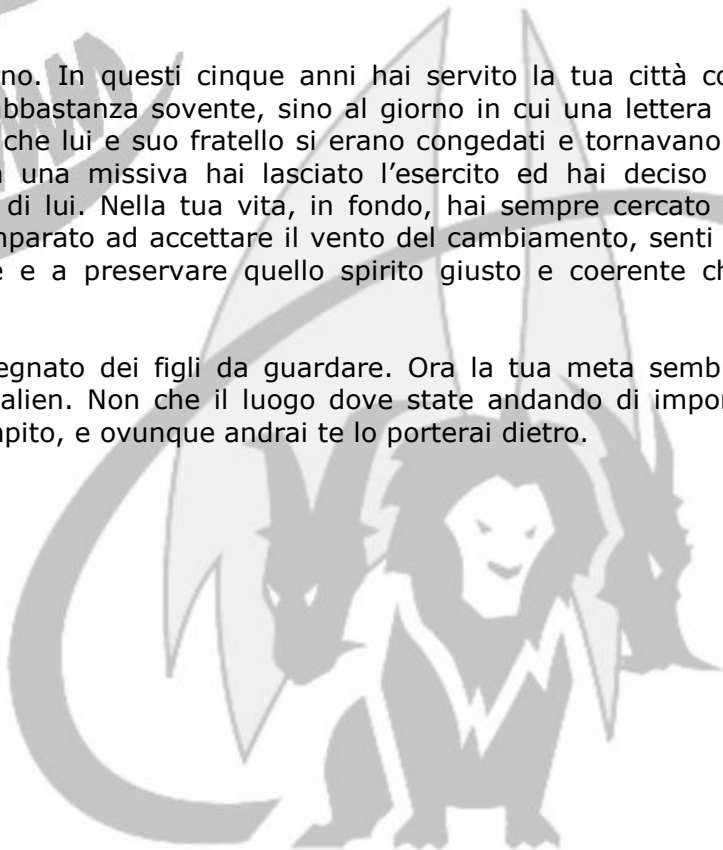 no. In questi cinque anni hai servito la tua città co
abbastanza sovente, sino al giorno in cui una lettera
che lui e suo fratello si erano congedati e tornavano
una missiva hai lasciato l'esercito ed hai deciso
di lui. Nella tua vita, in fondo, hai sempre cercato
mparato ad accettare il vento del cambiamento, senti
e a preservare quello spirito giusto e coerente ch
egnato dei figli da guardare. Ora la tua meta semb
alien. Non che il luogo dove state andando di impor
mpito, e ovunque andrai te lo porterai dietro.